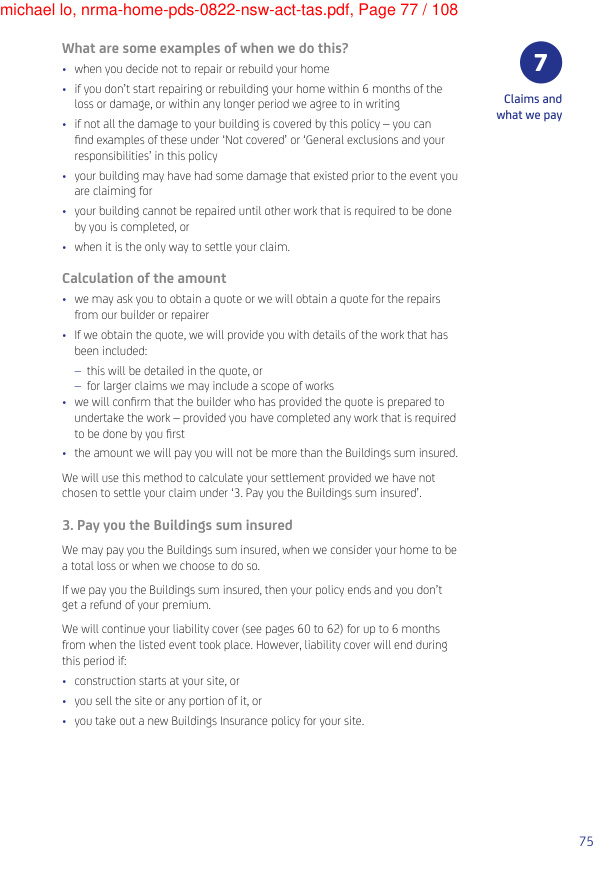 michael lo, nrma-home-pds-0822-nsw-act-tas.pdf, Page 77 / 108
What are some examples of when we do this?
• when you decide not to repair or rebuild your home
• if you don't start repairing or rebuilding your home within 6 months of the
loss or damage, or within any longer period we agree to in writing
• if not all the damage to your building is covered by this policy – you can
find examples of these under 'Not covered' or 'General exclusions and your
responsibilities' in this policy
• your building may have had some damage that existed prior to the event you
are claiming for
• your building cannot be repaired until other work that is required to be done
by you is completed, or
• when it is the only way to settle your claim.
Calculation of the amount
• we may ask you to obtain a quote or we will obtain a quote for the repairs
from our builder or repairer
• If we obtain the quote, we will provide you with details of the work that has
been included:
– this will be detailed in the quote, or
– for larger claims we may include a scope of works
• we will confirm that the builder who has provided the quote is prepared to
undertake the work – provided you have completed any work that is required
to be done by you first
• the amount we will pay you will not be more than the Buildings sum insured.
We will use this method to calculate your settlement provided we have not
chosen to settle your claim under '3. Pay you the Buildings sum insured'.
3. Pay you the Buildings sum insured
We may pay you the Buildings sum insured, when we consider your home to be
a total loss or when we choose to do so.
If we pay you the Buildings sum insured, then your policy ends and you don't
get a refund of your premium.
We will continue your liability cover (see pages 60 to 62) for up to 6 months
from when the listed event took place. However, liability cover will end during
this period if:
• construction starts at your site, or
• you sell the site or any portion of it, or
• you take out a new Buildings Insurance policy for your site.
7
Claims and
what we pay
75